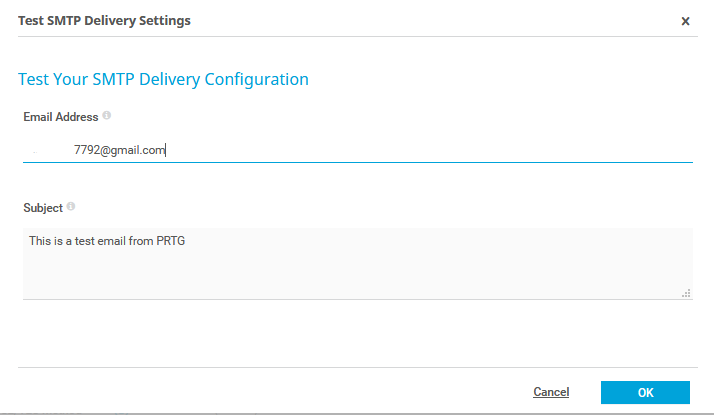 Test SMTP Delivery Settings
Test Your SMTP Delivery Configuration
Email Address
7792@gmail.com
Subject
This is a test email from PRTG
Cancel
OK